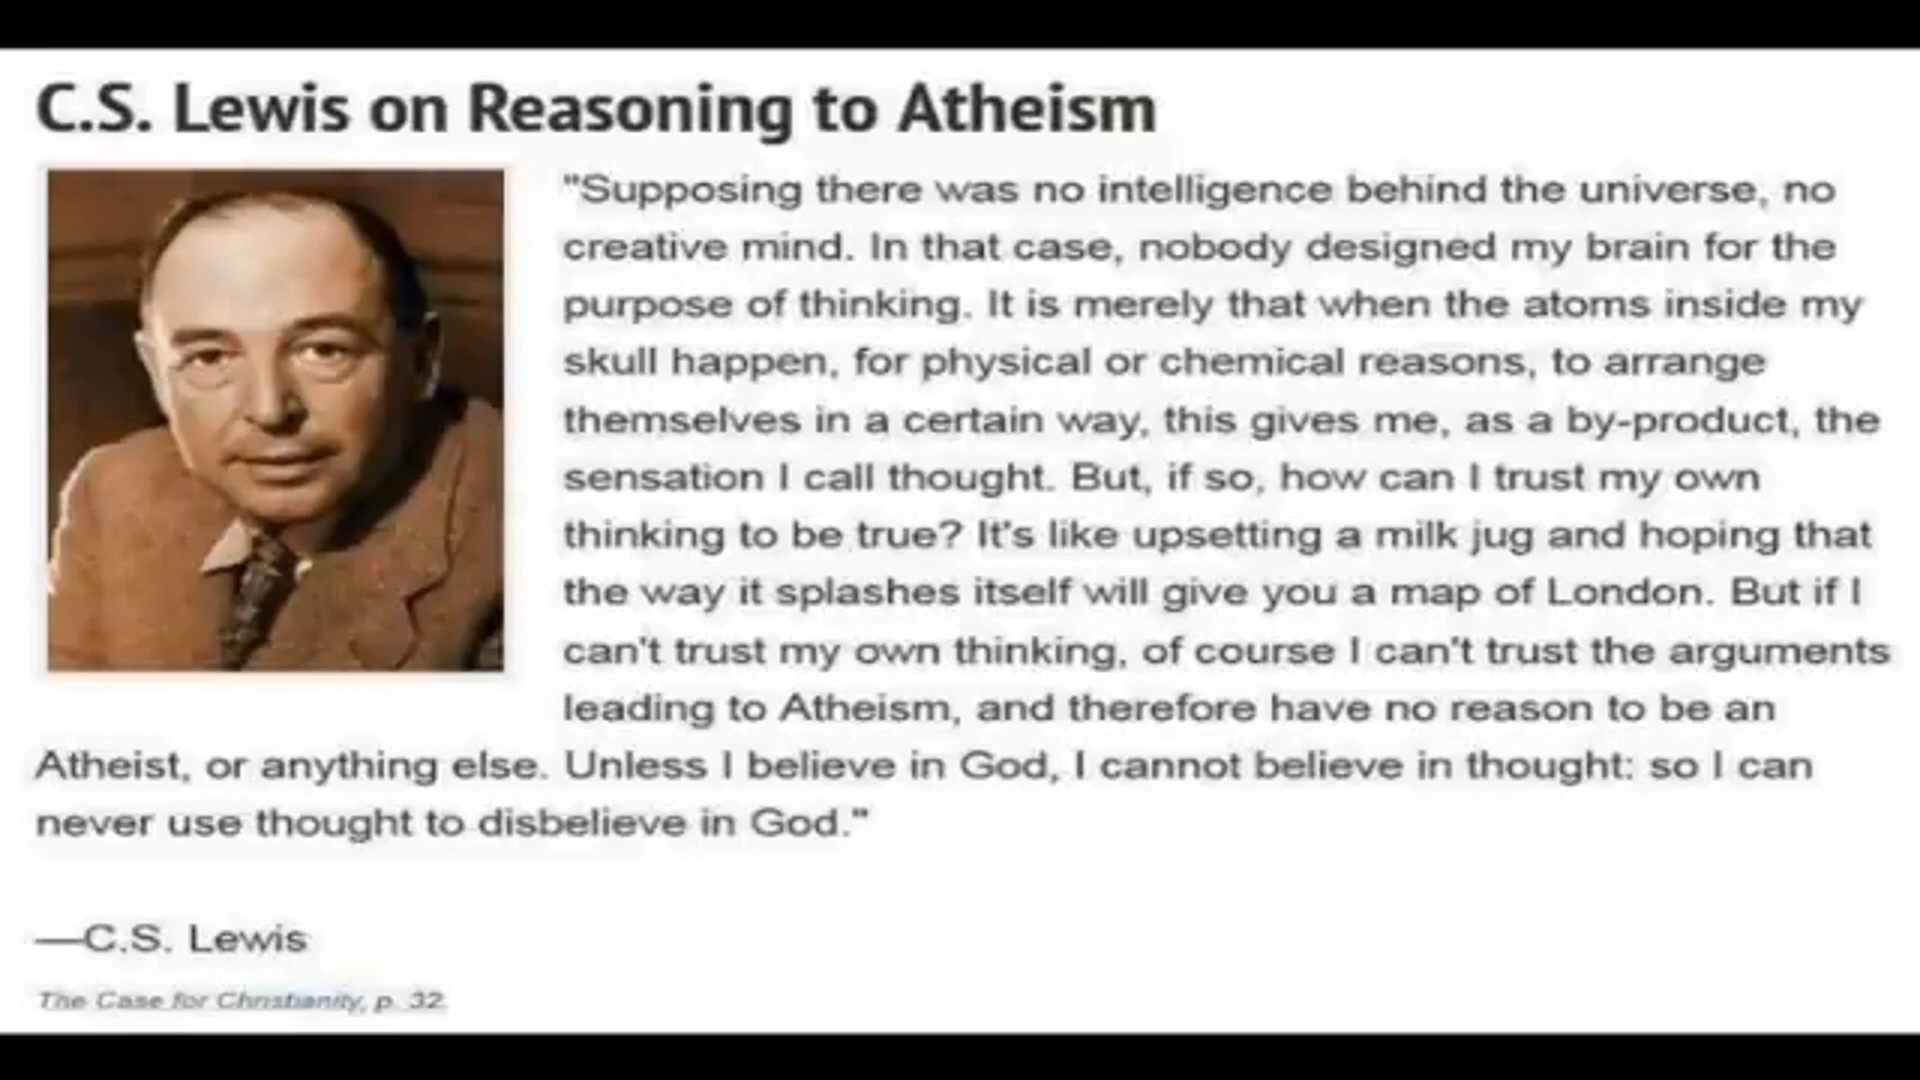 C.S. Lewis on Reasoning to Atheism
"Supposing there was no intelligence behind the universe, no
creative mind. In that case, nobody designed my brain for the
purpose of thinking. It is merely that when the atoms inside my
skull happen, for physical or chemical reasons, to arrange
themselves in a certain way, this gives me, as a by-product, the
sensation I call thought. But, if so, how can I trust my own
thinking to be true? It's like upsetting a milk jug and hoping that
the way it splashes itself will give you a map of London. But if I
can't trust my own thinking, of course I can't trust the arguments
leading to Atheism, and therefore have no reason to be an
Atheist, or anything else. Unless I believe in God, I cannot believe in thought: so I can
never use thought to disbelieve in God."
—C.S. Lewis
The Case for Christianity, p. 32.